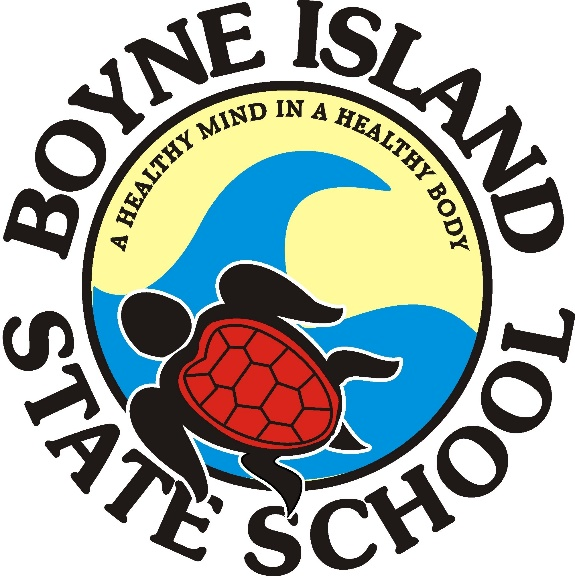 BOYNE ISLAND
A HEALTHY MIND IN A HEALTHY BODY
STATE SCHOOL